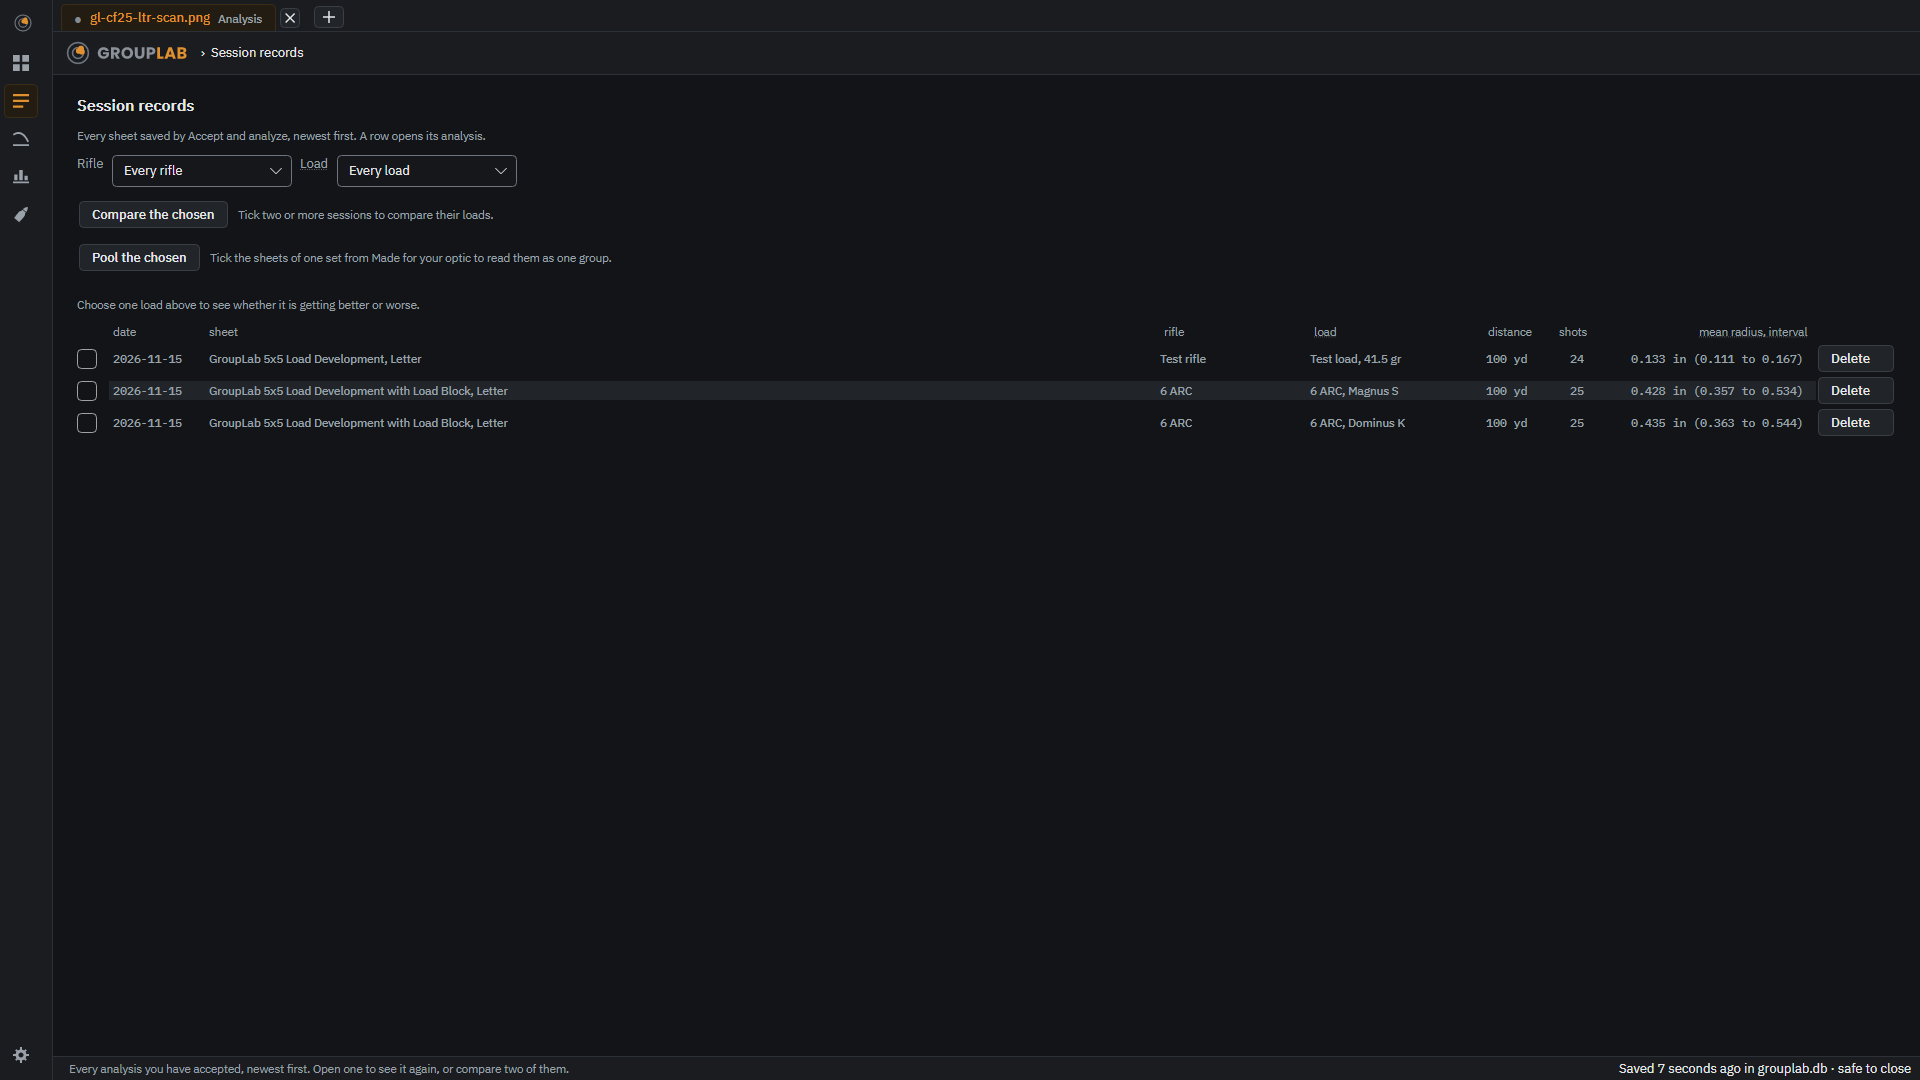 gl-cf25-ltr-scan.png Analysis
GROUPLAB › Session records
Session records
Every sheet saved by Accept and analyze, newest first. A row opens its analysis.
Rifle Every rifle Load Every load
Compare the chosen Tick two or more sessions to compare their loads.
Pool the chosen Tick the sheets of one set from Made for your optic to read them as one group.
Choose one load above to see whether it is getting better or worse.
date sheet rifle load distance shots mean radius, interval
2026-11-15 GroupLab 5x5 Load Development, Letter Test rifle Test load, 41.5 gr 100 yd 24 0.133 in (0.111 to 0.167) Delete
2026-11-15 GroupLab 5x5 Load Development with Load Block, Letter 6 ARC 6 ARC, Magnus S 100 yd 25 0.428 in (0.357 to 0.534) Delete
2026-11-15 GroupLab 5x5 Load Development with Load Block, Letter 6 ARC 6 ARC, Dominus K 100 yd 25 0.435 in (0.363 to 0.544) Delete
Every analysis you have accepted, newest first. Open one to see it again, or compare two of them. Saved 7 seconds ago in grouplab.db · safe to close